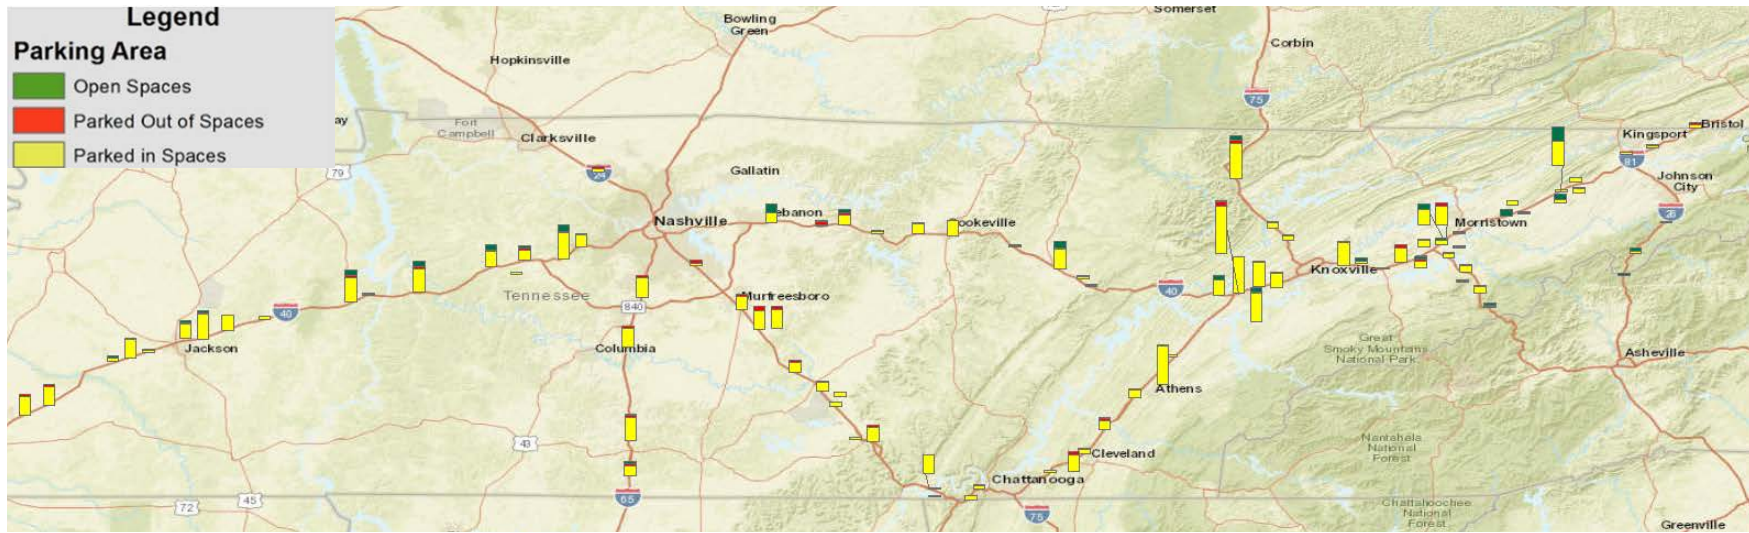 Legend
Parking Area
Open Spaces
Parked Out of Spaces
Parked in Spaces
Bowling
Green
Somerset
Corbin
Hopkinsville
75
ay
Fort
Campbell
Clarksville
Kingsport
Bristol
81
79
24
Gallatin
Johnson
City
Nashville
ebanon
ookeville
Morristown
26
Knoxville
40
Tennessee
Murfreesboro
840
40
Jackson
Columbia
Great
Smoky Mountains
National Park
Asheville
Athens
43
Nantahala
National
Forest
Cleveland
Chattanooga
72
45
65
75
Chattahoochee
National
Forest
Greenville